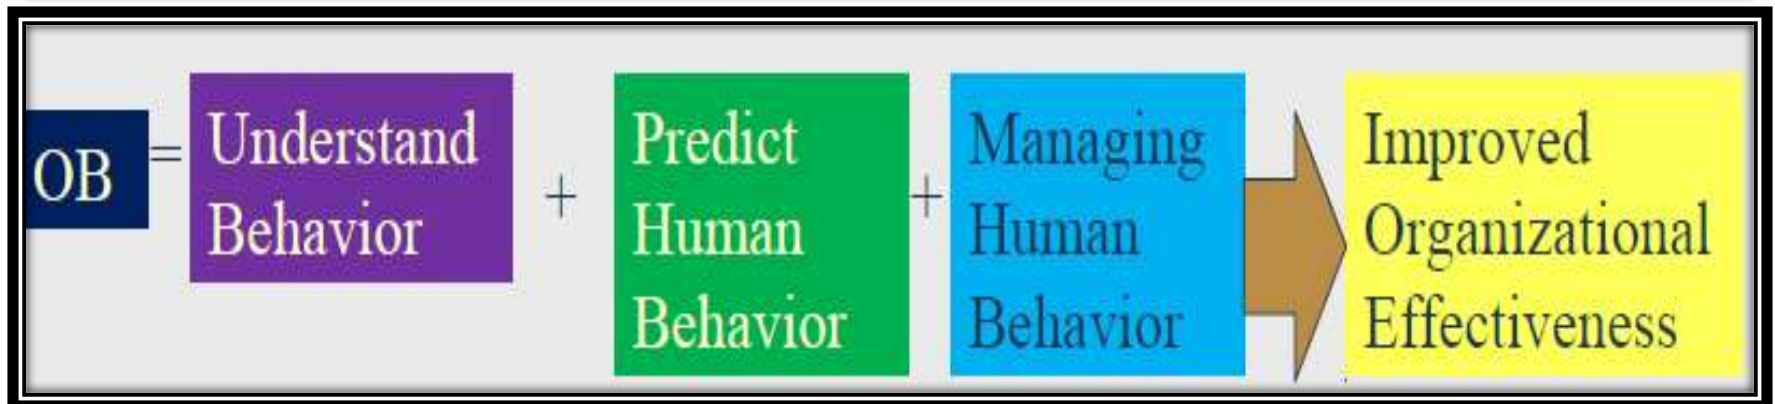 OB
=
Understand
Behavior
+
Predict
Human
Behavior
+
Managing
Human
Behavior
Improved
Organizational
Effectiveness